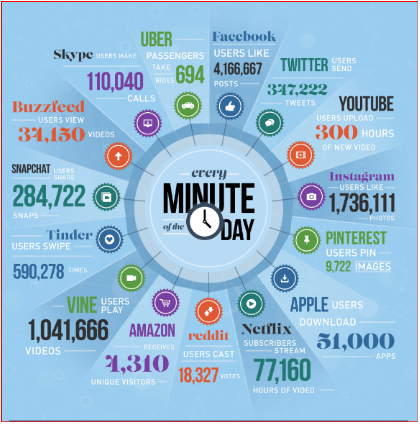 every
MINUTE
of the
DAY
Facebook
USERS LIKE
4,166,667
POSTS
TWITTER USERS
SEND
347,222
TWEETS
YOUTUBE
USERS UPLOAD
300 HOURS
OF NEW VIDEO
Instagram
USERS LIKE
1,736,111
PHOTOS
PINTEREST
USERS PIN
9,722 IMAGES
APPLE USERS
DOWNLOAD
51,000
APPS
Netflix
SUBSCRIBERS
STREAM
77,160
HOURS OF VIDEO
reddit
USERS CAST
18,327 VOTES
AMAZON
RECEIVES
4,310
UNIQUE VISITORS
VINE USERS
PLAY
1,041,666
VIDEOS
Tinder
USERS SWIPE
590,278 TIMES
SNAPCHAT USERS
SHARE
284,722
SNAPS
Buzzfeed
USERS VIEW
34,150 VIDEOS
Skype USERS MAKE
110,040
CALLS
UBER
PASSENGERS
TAKE 694
RIDES